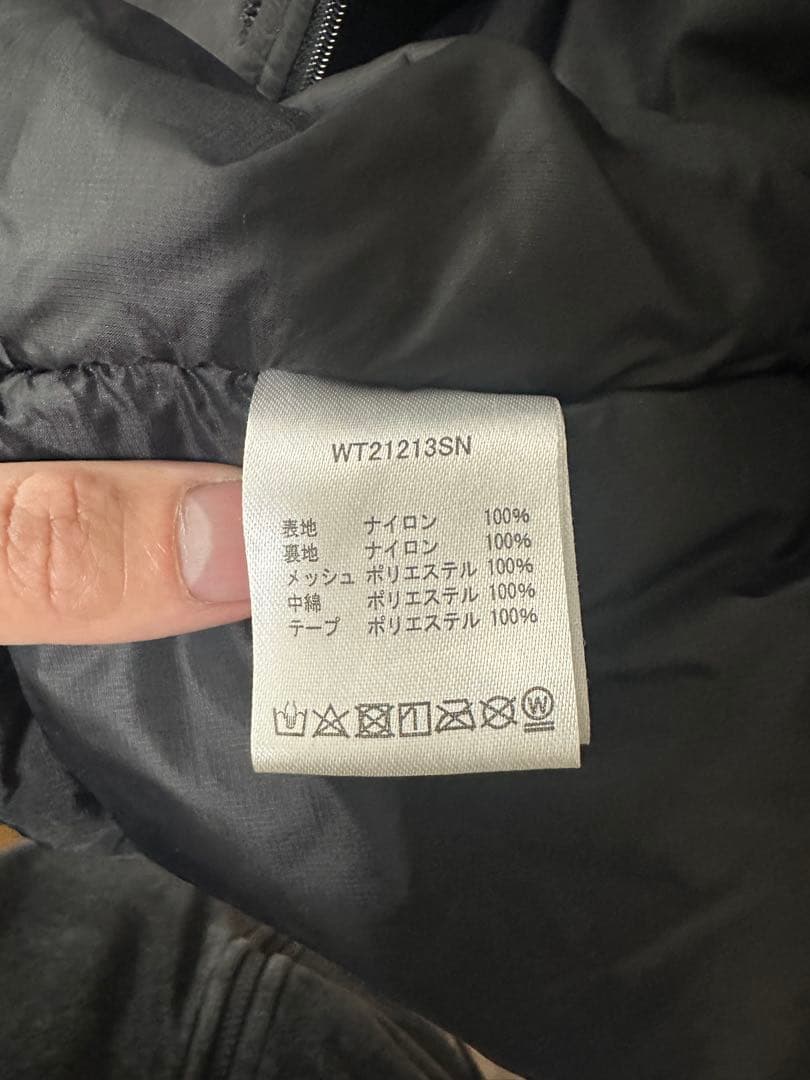 WT21213SN
表地 ナイロン 100%
裏地 ナイロン 100%
メッシュ ポリエステル 100%
中綿 ポリエステル 100%
テープ ポリエステル 100%
W